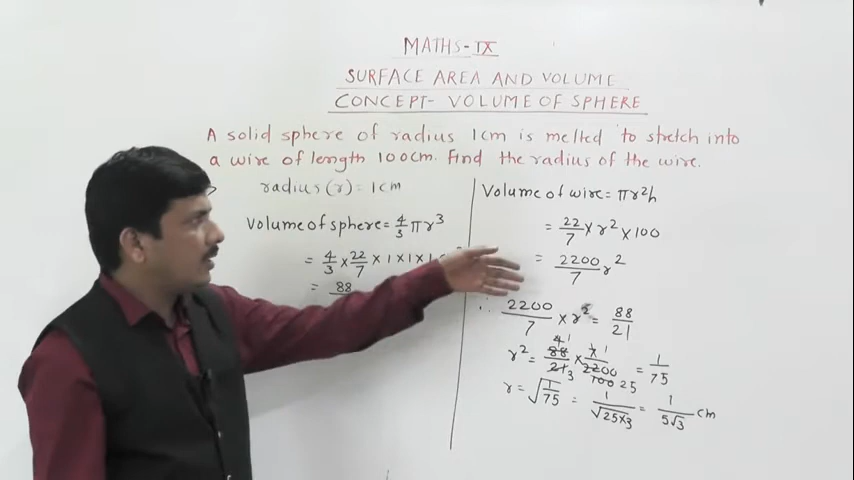 MATHS-IX
SURFACE AREA AND VOLUME
CONCEPT- VOLUME OF SPHERE
A solid sphere of radius 1cm is melted to stretch into
a wire of length 100cm. Find the radius of the wire.
radius(r) = 1cm
Volume of sphere = 4/3 πr³
= 4/3 × 22/7 × 1×1×1
= 88
Volume of wire = πr²h
= 22/7 × r² × 100
= 2200/7 r²
∴ 2200/7 × r² = 88/21
r² = 88/21 × 7/2200 = 1/75
r = √1/75 = 1/√25×3 = 1/5√3 cm